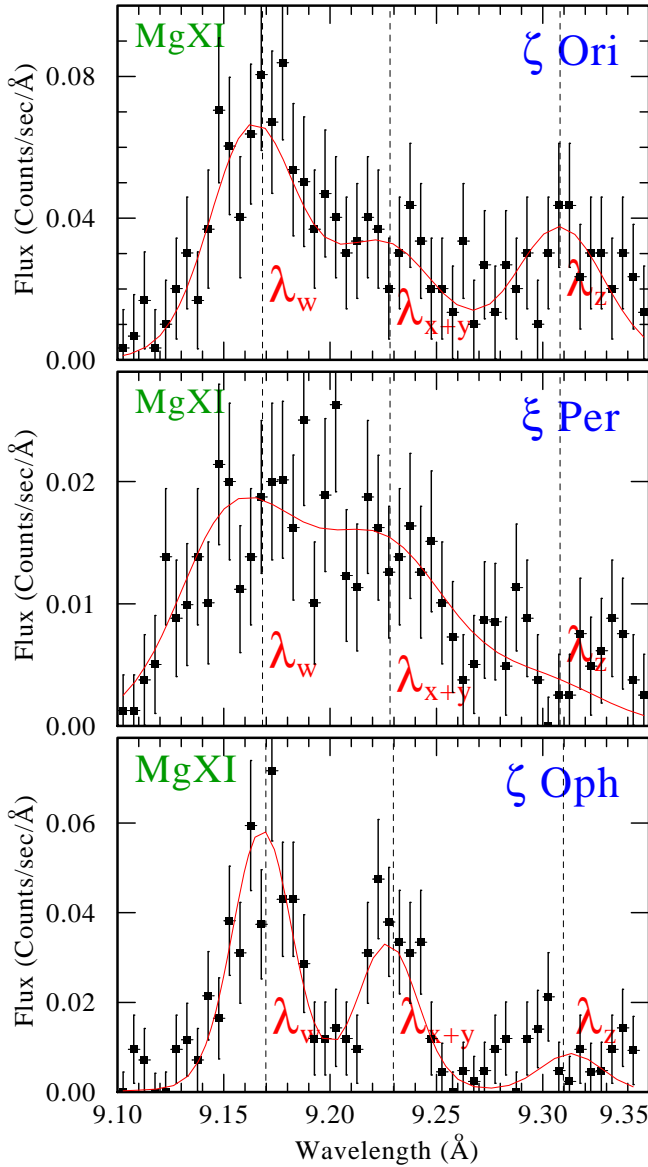 MgXI ζ Ori
0.08
0.04
0.00
Flux (Counts/sec/Å)
λw
λx+y
λz
MgXI ξ Per
0.02
0.01
0.00
Flux (Counts/sec/Å)
λw
λx+y
λz
MgXI ζ Oph
0.06
0.04
0.02
0.00
Flux (Counts/sec/Å)
λw
λx+y
λz
9.10 9.15 9.20 9.25 9.30 9.35
Wavelength (Å)